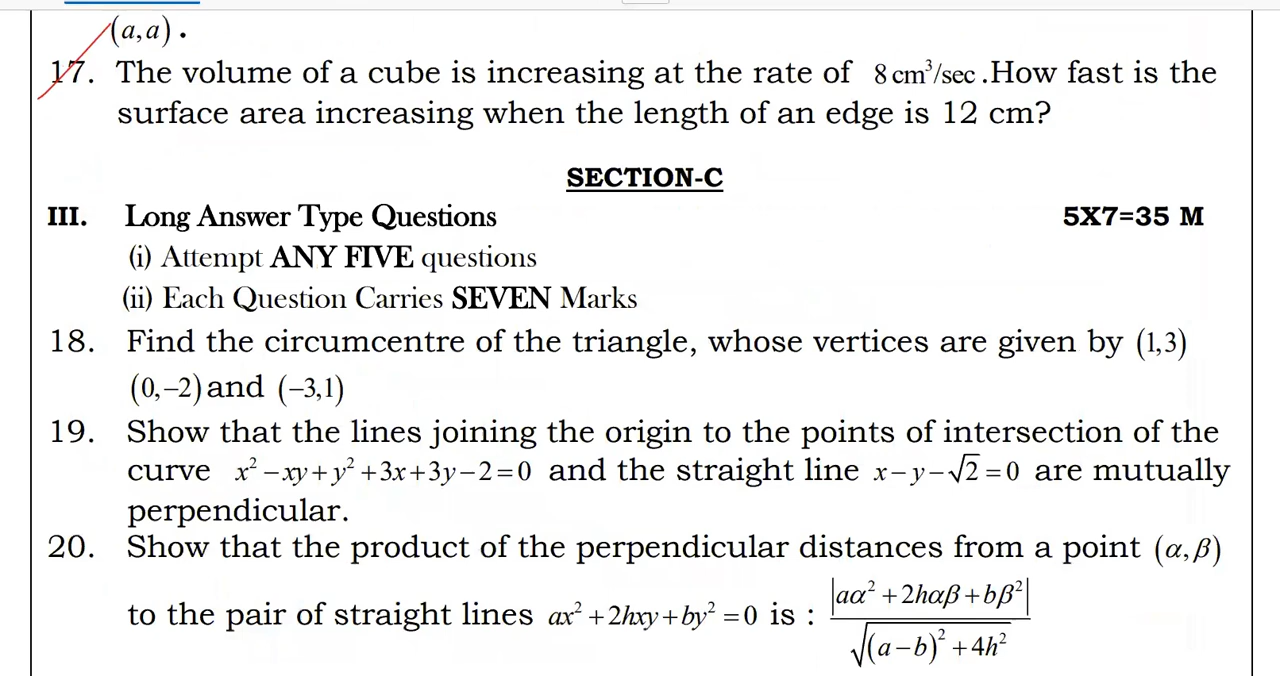 (a,a) .
17. The volume of a cube is increasing at the rate of 8 cm³/sec .How fast is the
surface area increasing when the length of an edge is 12 cm?
SECTION-C
III. Long Answer Type Questions 5X7=35 M
(i) Attempt ANY FIVE questions
(ii) Each Question Carries SEVEN Marks
18. Find the circumcentre of the triangle, whose vertices are given by (1,3)
(0,−2) and (−3,1)
19. Show that the lines joining the origin to the points of intersection of the
curve x² − xy + y² + 3x + 3y − 2 = 0 and the straight line x − y − √2 = 0 are mutually
perpendicular.
20. Show that the product of the perpendicular distances from a point (α,β)
to the pair of straight lines ax² + 2hxy + by² = 0 is : |aα² + 2hαβ + bβ²| / √((a−b)² + 4h²)